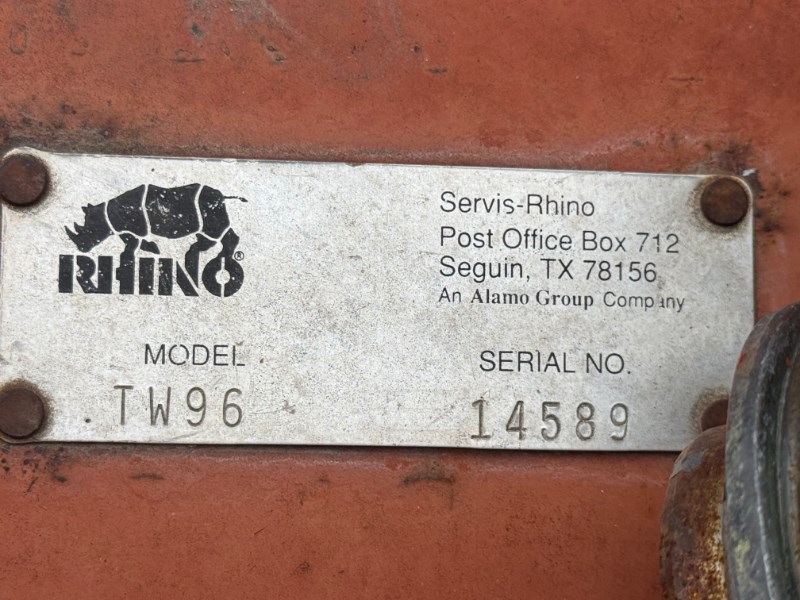 RHINO®
Servis-Rhino
Post Office Box 712
Seguin, TX 78156
An Alamo Group Company
MODEL
TW96
SERIAL NO.
14589